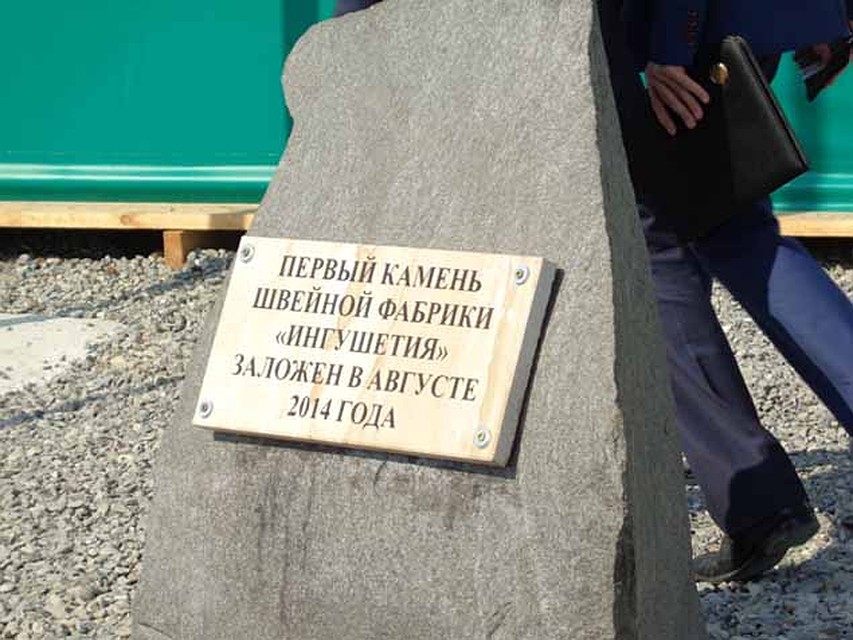 ПЕРВЫЙ КАМЕНЬ
ШВЕЙНОЙ ФАБРИКИ
«ИНГУШЕТИЯ»
ЗАЛОЖЕН В АВГУСТЕ
2014 ГОДА